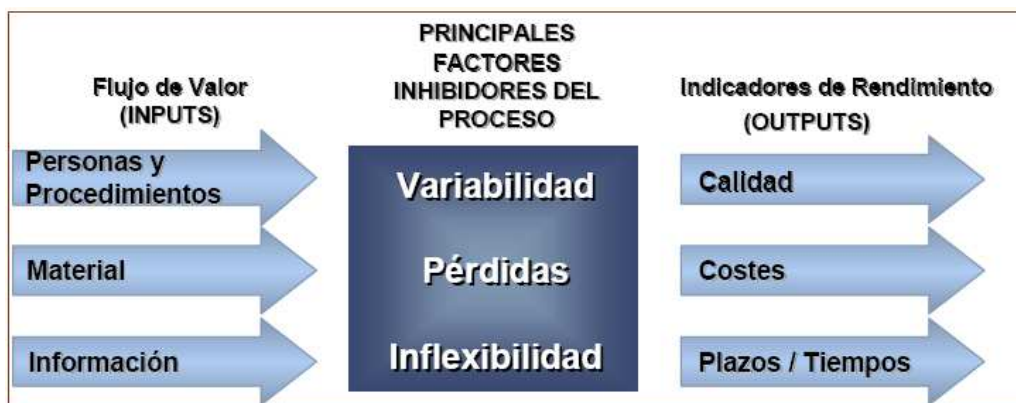 PRINCIPALES
FACTORES
INHIBIDORES DEL
PROCESO
Flujo de Valor
(INPUTS)
Indicadores de Rendimiento
(OUTPUTS)
Personas y
Procedimientos
Variabilidad
Calidad
Material
Pérdidas
Costes
Información
Inflexibilidad
Plazos / Tiempos